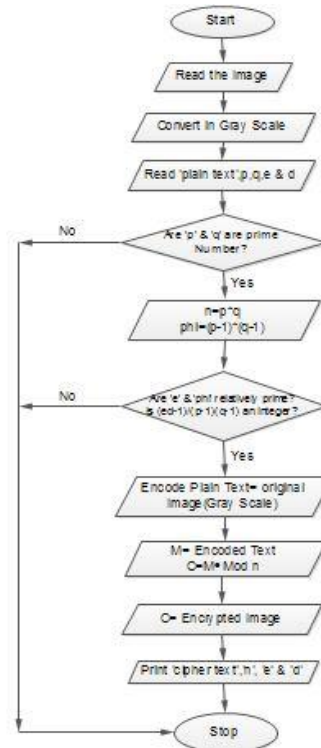 Start
Read the Image
Convert in Gray Scale
Read 'plain text',p,q,e & d
No
Are 'p' & 'q' are prime
Number?
Yes
n=p*q
phi=(p-1)*(q-1)
No
Are 'e' & 'phi' relatively prime?
is (ed-1)/(p-1)(q-1) an integer?
Yes
Encode Plain Text= original
Image(Gray Scale)
M= Encoded Text
Mod n
C= Encrypted Image
Print 'cipher text', 'e' & 'd'
Stop